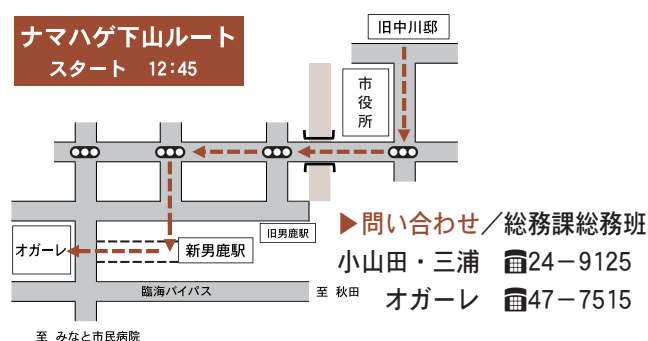 ナマハゲ下山ルート
スタート 12:45
旧中川邸
市役所
旧男鹿駅
新男鹿駅
オガーレ
臨海バイパス
至 秋田
至 みなと市民病院
▶問い合わせ／総務課総務班
小山田・三浦 ☎24－9125
オガーレ ☎47－7515